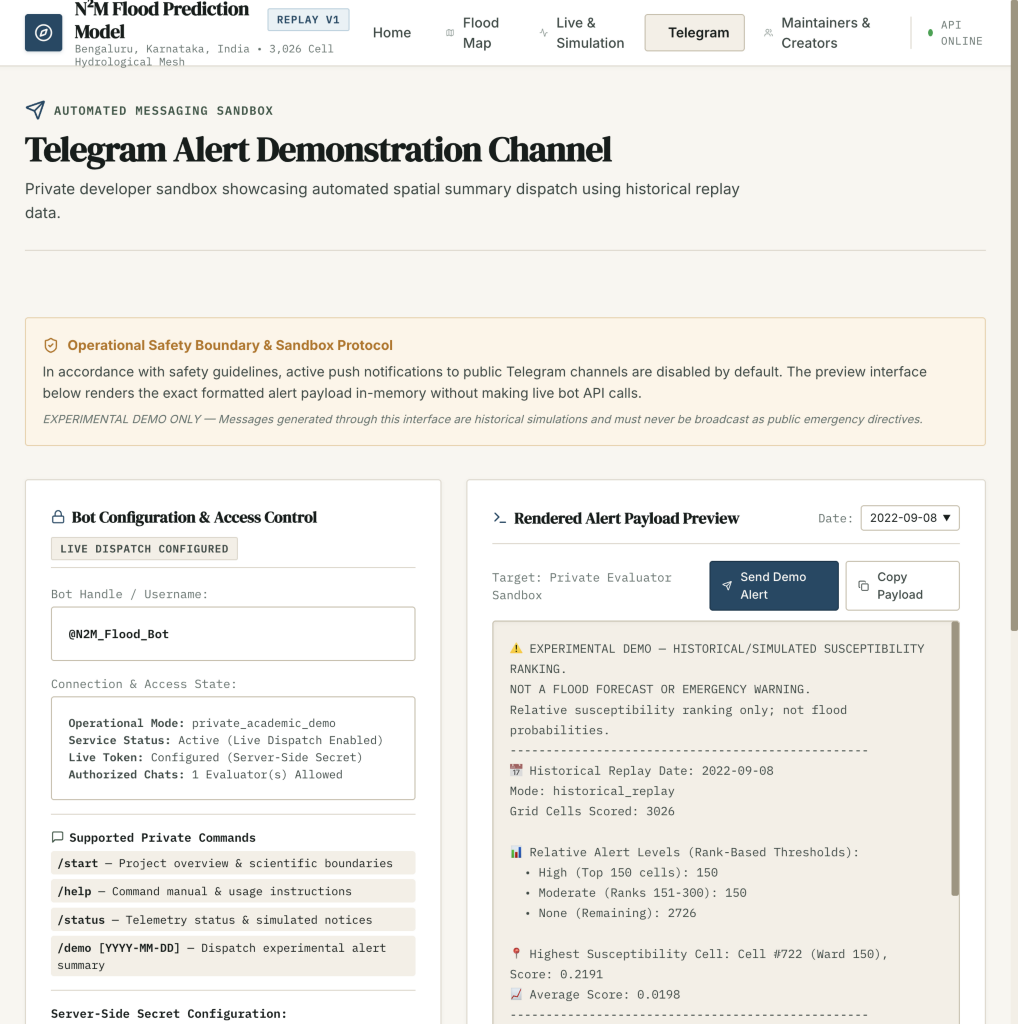 N²M Flood Prediction
Model
REPLAY V1
Bengaluru, Karnataka, India • 3,026 Cell
Hydrological Mesh
Home
Flood
Map
Live &
Simulation
Telegram
Maintainers &
Creators
API
ONLINE
AUTOMATED MESSAGING SANDBOX
Telegram Alert Demonstration Channel
Private developer sandbox showcasing automated spatial summary dispatch using historical replay
data.
Operational Safety Boundary & Sandbox Protocol
In accordance with safety guidelines, active push notifications to public Telegram channels are disabled by default. The preview interface
below renders the exact formatted alert payload in-memory without making live bot API calls.
EXPERIMENTAL DEMO ONLY — Messages generated through this interface are historical simulations and must never be broadcast as public emergency directives.
Bot Configuration & Access Control
LIVE DISPATCH CONFIGURED
Bot Handle / Username:
@N2M_Flood_Bot
Connection & Access State:
Operational Mode: private_academic_demo
Service Status: Active (Live Dispatch Enabled)
Live Token: Configured (Server-Side Secret)
Authorized Chats: 1 Evaluator(s) Allowed
Supported Private Commands
/start — Project overview & scientific boundaries
/help — Command manual & usage instructions
/status — Telemetry status & simulated notices
/demo [YYYY-MM-DD] — Dispatch experimental alert
summary
Server-Side Secret Configuration:
Rendered Alert Payload Preview
Date: 2022-09-08 ▼
Target: Private Evaluator
Sandbox
Send Demo
Alert
Copy
Payload
⚠️ EXPERIMENTAL DEMO — HISTORICAL/SIMULATED SUSCEPTIBILITY
RANKING.
NOT A FLOOD FORECAST OR EMERGENCY WARNING.
Relative susceptibility ranking only; not flood
probabilities.
--------------------------------------------------
📅 Historical Replay Date: 2022-09-08
Mode: historical_replay
Grid Cells Scored: 3026
📊 Relative Alert Levels (Rank-Based Thresholds):
• High (Top 150 cells): 150
• Moderate (Ranks 151-300): 150
• None (Remaining): 2726
📍 Highest Susceptibility Cell: Cell #722 (Ward 150),
Score: 0.2191
📈 Average Score: 0.0198
--------------------------------------------------